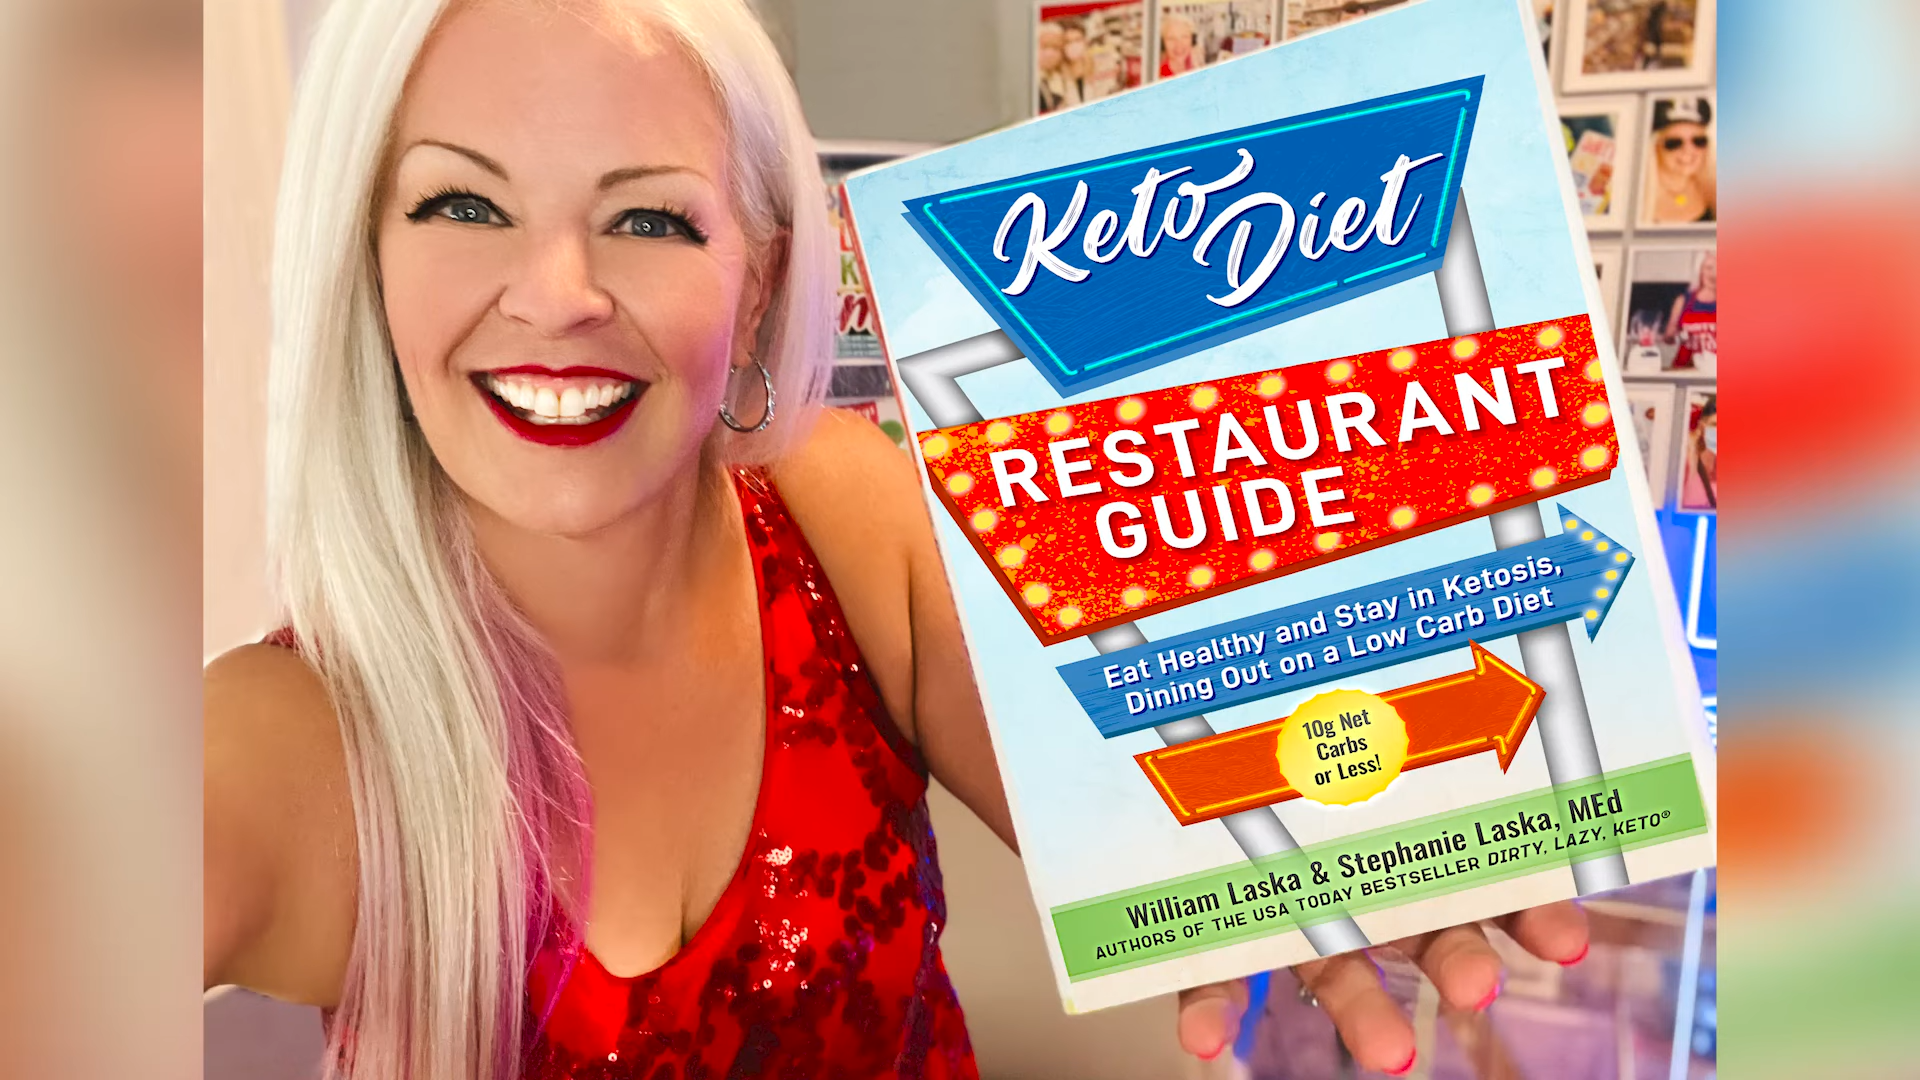 Keto Diet
RESTAURANT
GUIDE
Eat Healthy and Stay in Ketosis,
Dining Out on a Low Carb Diet
10g Net
Carbs
or Less!
William Laska & Stephanie Laska, MEd
AUTHORS OF THE USA TODAY BESTSELLER DIRTY, LAZY, KETO®